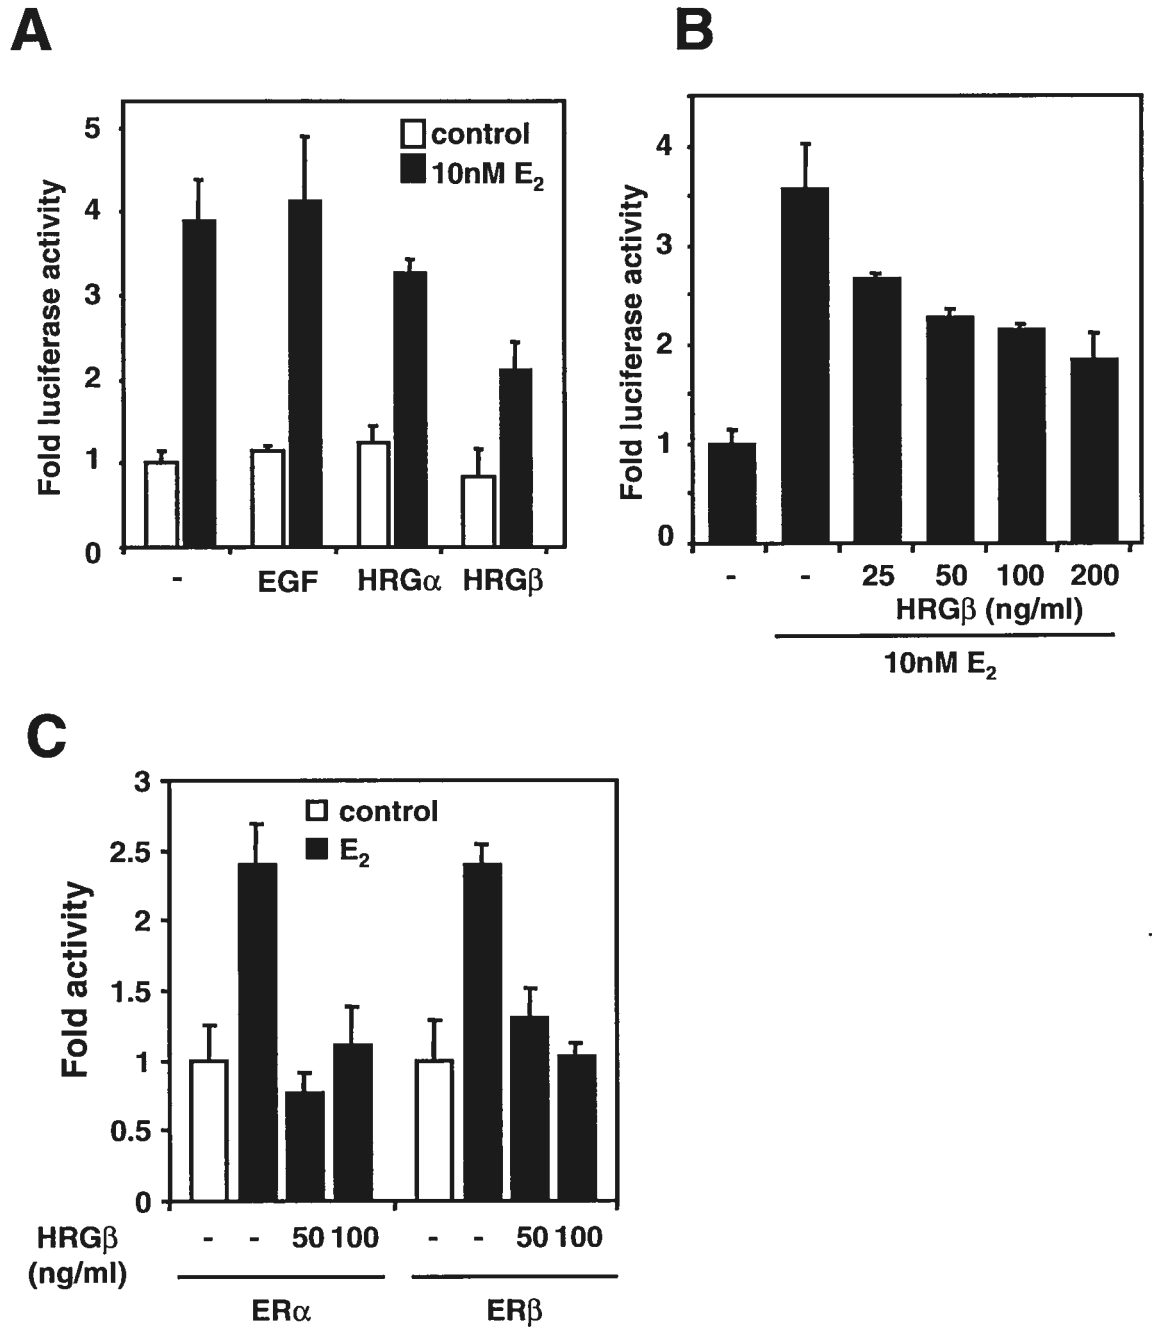 A
Fold luciferase activity
5
4
3
2
1
0
control
10nM E₂
- EGF HRGα HRGβ
B
Fold luciferase activity
4
3
2
1
0
- - 25 50 100 200
HRGβ (ng/ml)
10nM E₂
C
Fold activity
3
2.5
2
1.5
1
0.5
0
control
E₂
HRGβ - - 50 100 - - 50 100
(ng/ml)
ERα ERβ